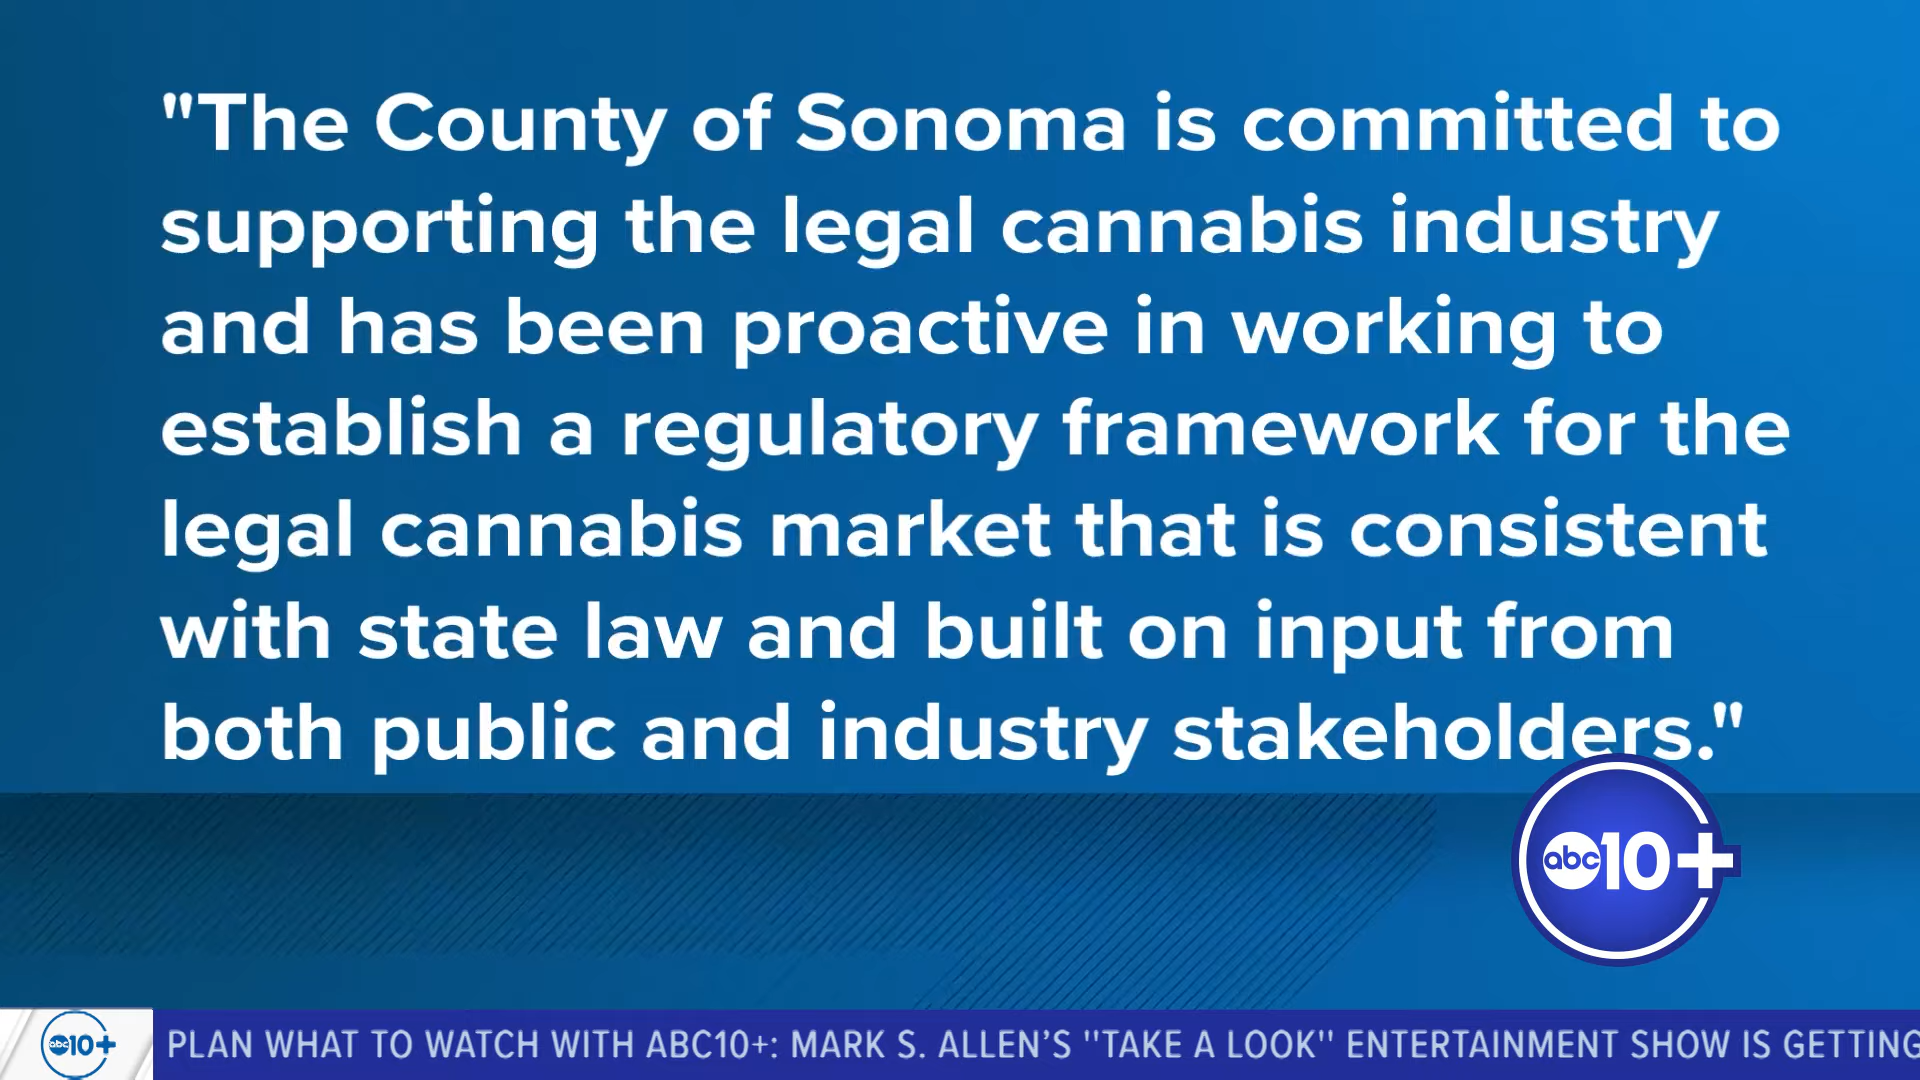 "The County of Sonoma is committed to
supporting the legal cannabis industry
and has been proactive in working to
establish a regulatory framework for the
legal cannabis market that is consistent
with state law and built on input from
both public and industry stakeholders."
abc10+
abc10+
PLAN WHAT TO WATCH WITH ABC10+: MARK S. ALLEN’S "TAKE A LOOK" ENTERTAINMENT SHOW IS GETTING